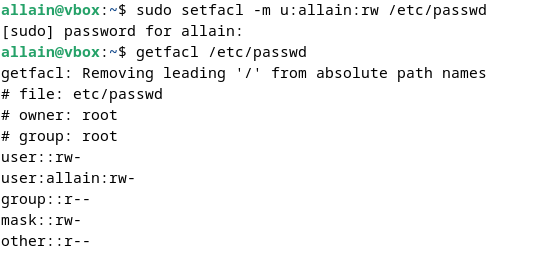 allain@vbox:~$ sudo setfacl -m u:allain:rw /etc/passwd
[sudo] password for allain:
allain@vbox:~$ getfacl /etc/passwd
getfacl: Removing leading '/' from absolute path names
# file: etc/passwd
# owner: root
# group: root
user::rw-
user:allain:rw-
group::r--
mask::rw-
other::r--